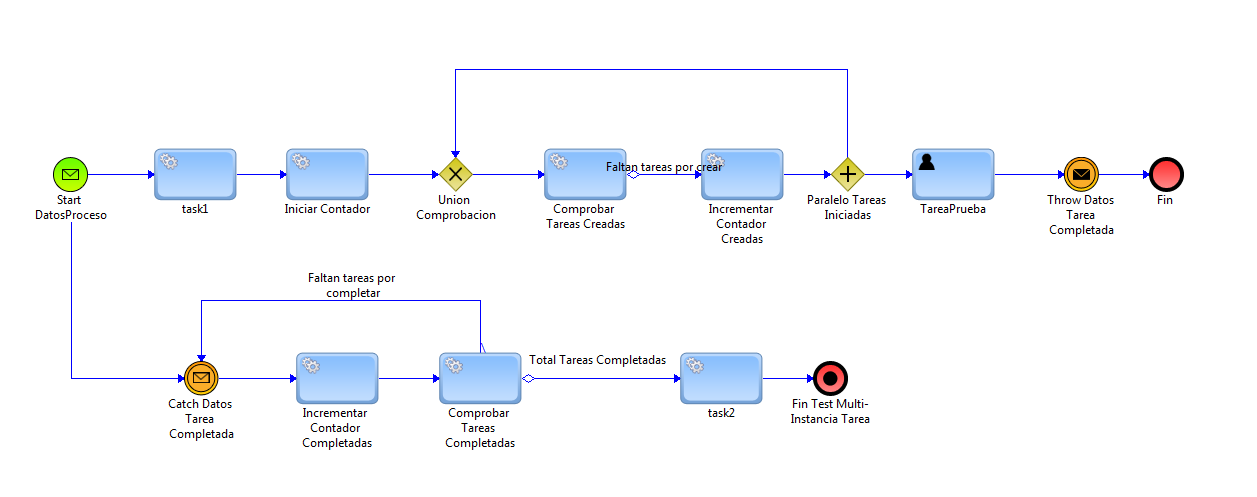 Faltan tareas por crear
Start
DatosProceso
task1
Iniciar Contador
Union
Comprobacion
Comprobar
Tareas Creadas
Incrementar
Contador
Creadas
Paralelo Tareas
Iniciadas
TareaPrueba
Throw Datos
Tarea
Completada
Fin
Faltan tareas por
completar
Total Tareas Completadas
Catch Datos
Tarea
Completada
Incrementar
Contador
Completadas
Comprobar
Tareas
Completadas
task2
Fin Test Multi-
Instancia Tarea